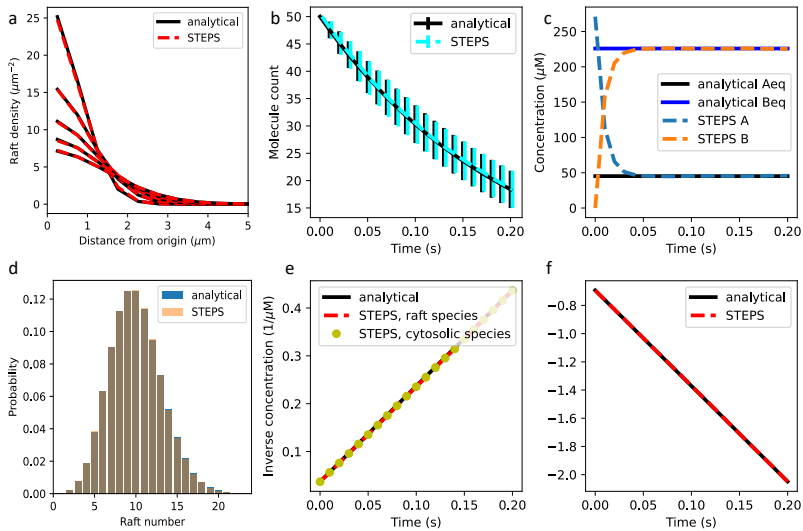 a
Raft density (μm⁻²)
25
20
15
10
5
0
0 1 2 3 4 5
Distance from origin (μm)
analytical
STEPS
b
Molecule count
50
45
40
35
30
25
20
15
0.00 0.05 0.10 0.15 0.20
Time (s)
analytical
STEPS
c
Concentration (μM)
250
200
150
100
50
0
0.00 0.05 0.10 0.15 0.20
Time (s)
analytical Aeq
analytical Beq
STEPS A
STEPS B
d
Probability
0.12
0.10
0.08
0.06
0.04
0.02
0.00
0 5 10 15 20
Raft number
analytical
STEPS
e
Inverse concentration (1/μM)
0.4
0.3
0.2
0.1
0.00 0.05 0.10 0.15 0.20
Time (s)
analytical
STEPS, raft species
STEPS, cytosolic species
f
−0.8
−1.0
−1.2
−1.4
−1.6
−1.8
−2.0
0.00 0.05 0.10 0.15 0.20
Time (s)
analytical
STEPS